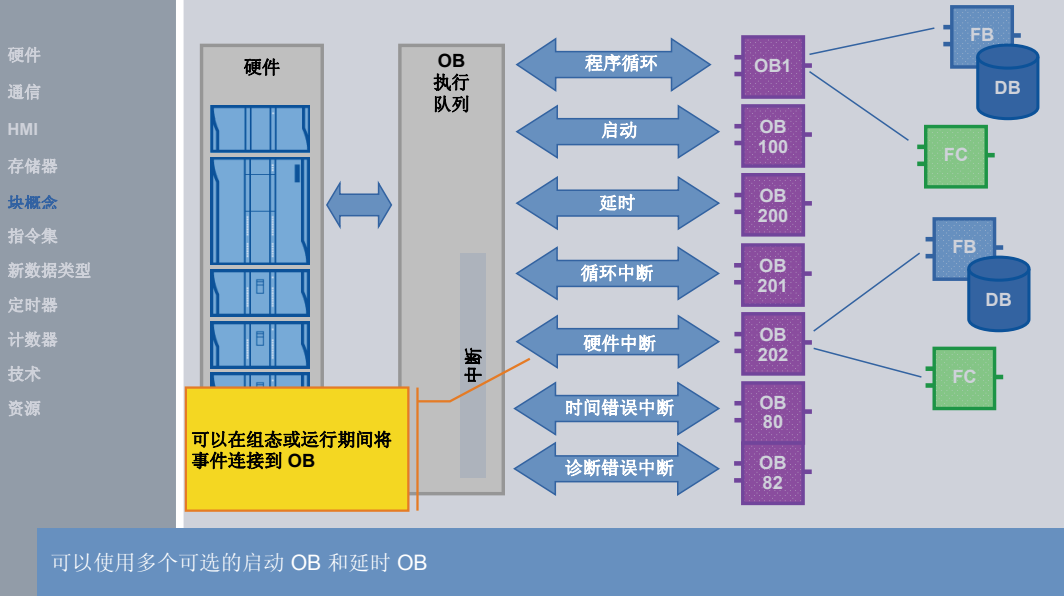 硬件
通信
HMI
存储器
块概念
指令集
新数据类型
定时器
计数器
技术
资源
硬件
OB
执行
队列
中断
程序循环
启动
延时
循环中断
硬件中断
时间错误中断
诊断错误中断
OB1
OB
100
OB
200
OB
201
OB
202
OB
80
OB
82
FB
DB
FC
FB
DB
FC
可以在组态或运行期间将
事件连接到 OB
可以使用多个可选的启动 OB 和延时 OB